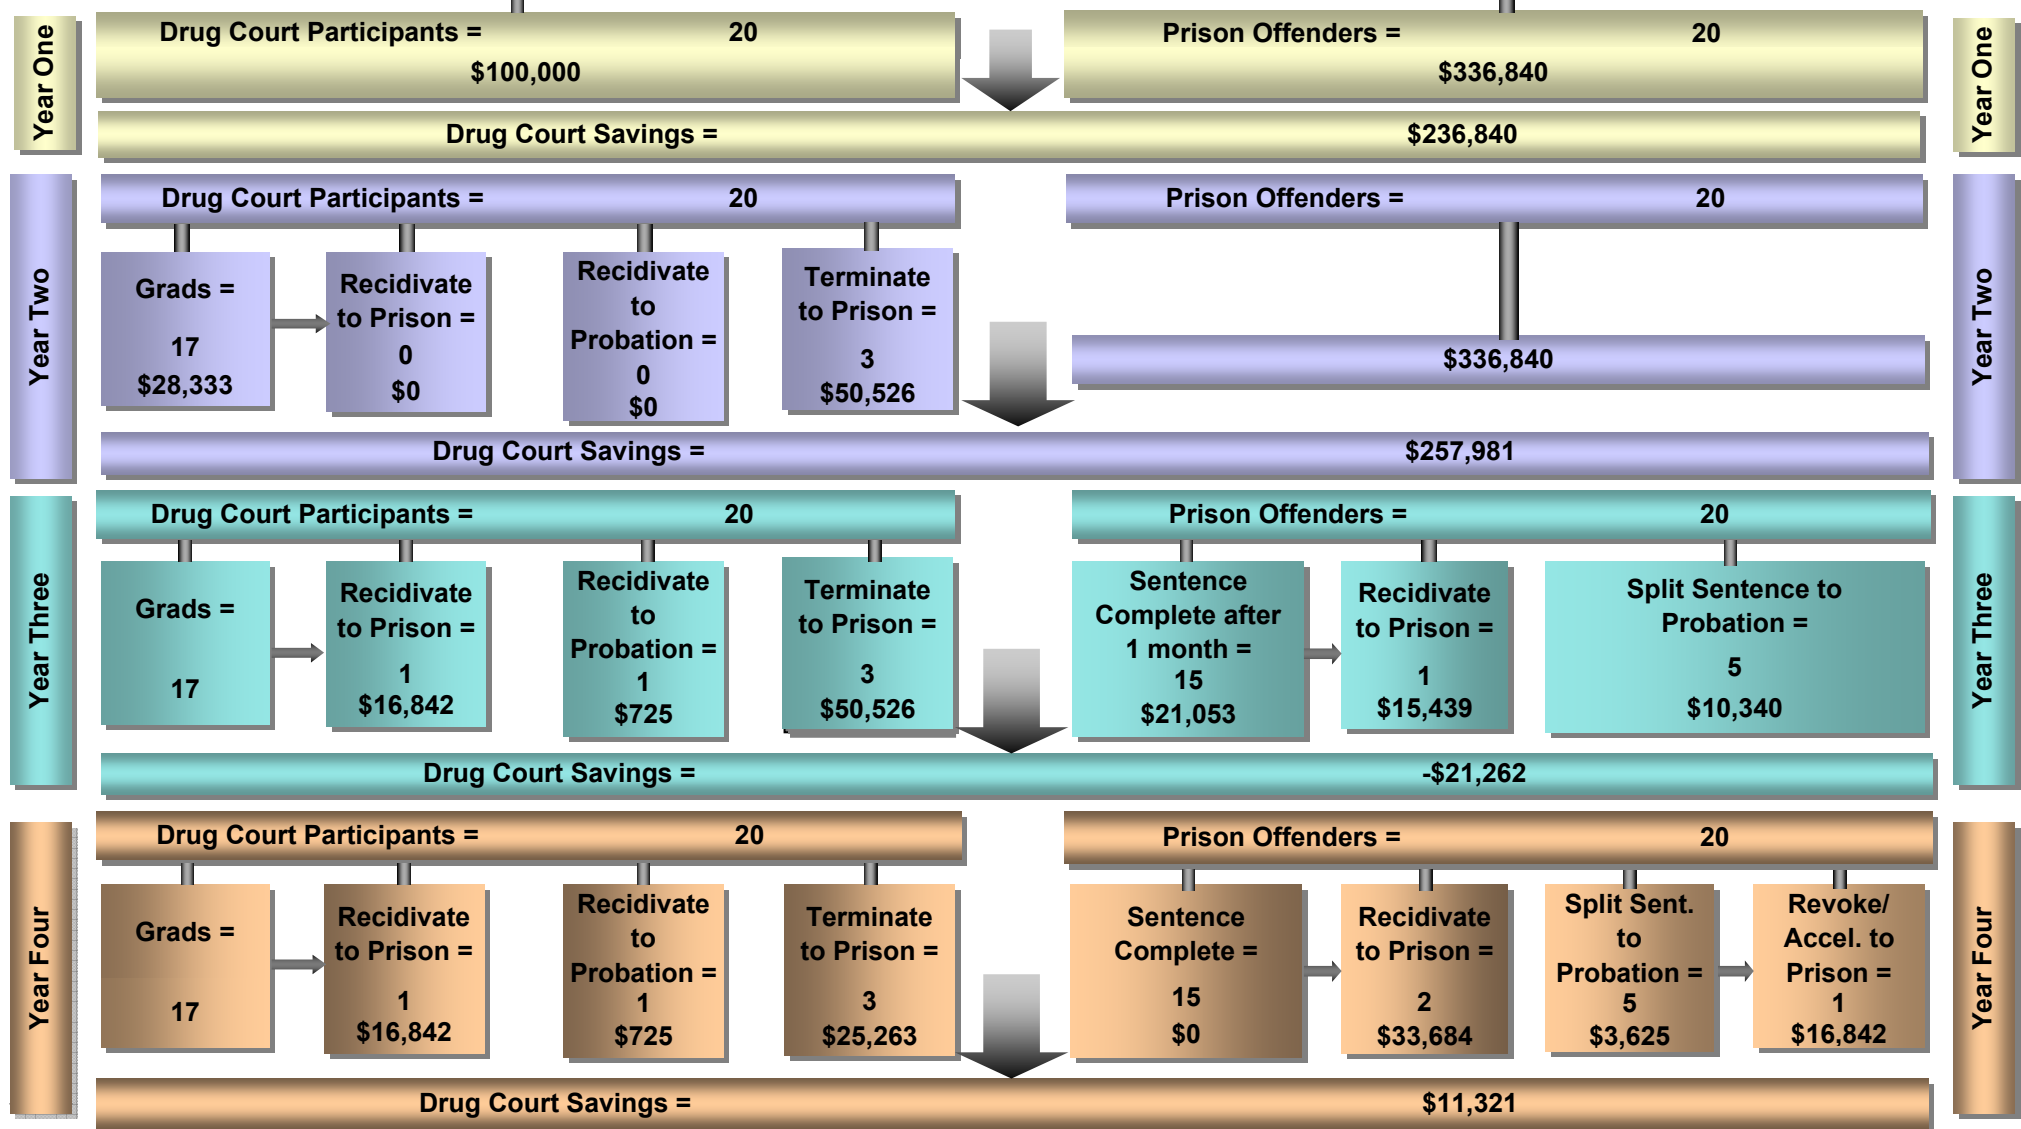 Year One
Drug Court Participants = 20
$100,000
Prison Offenders = 20
$336,840
Year One
Drug Court Savings = $236,840
Year Two
Drug Court Participants = 20
Prison Offenders = 20
Year Two
Grads =
17
$28,333
Recidivate
to Prison =
0
$0
Recidivate
to
Probation =
0
$0
Terminate
to Prison =
3
$50,526
$336,840
Drug Court Savings = $257,981
Year Three
Drug Court Participants = 20
Prison Offenders = 20
Year Three
Grads =
17
Recidivate
to Prison =
1
$16,842
Recidivate
to
Probation =
1
$725
Terminate
to Prison =
3
$50,526
Sentence
Complete after
1 month =
15
$21,053
Recidivate
to Prison =
1
$15,439
Split Sentence to
Probation =
5
$10,340
Drug Court Savings = -$21,262
Year Four
Drug Court Participants = 20
Prison Offenders = 20
Year Four
Grads =
17
Recidivate
to Prison =
1
$16,842
Recidivate
to
Probation =
1
$725
Terminate
to Prison =
3
$25,263
Sentence
Complete =
15
$0
Recidivate
to Prison =
2
$33,684
Split Sent.
to
Probation =
5
$3,625
Revoke/
Accel. to
Prison =
1
$16,842
Drug Court Savings = $11,321